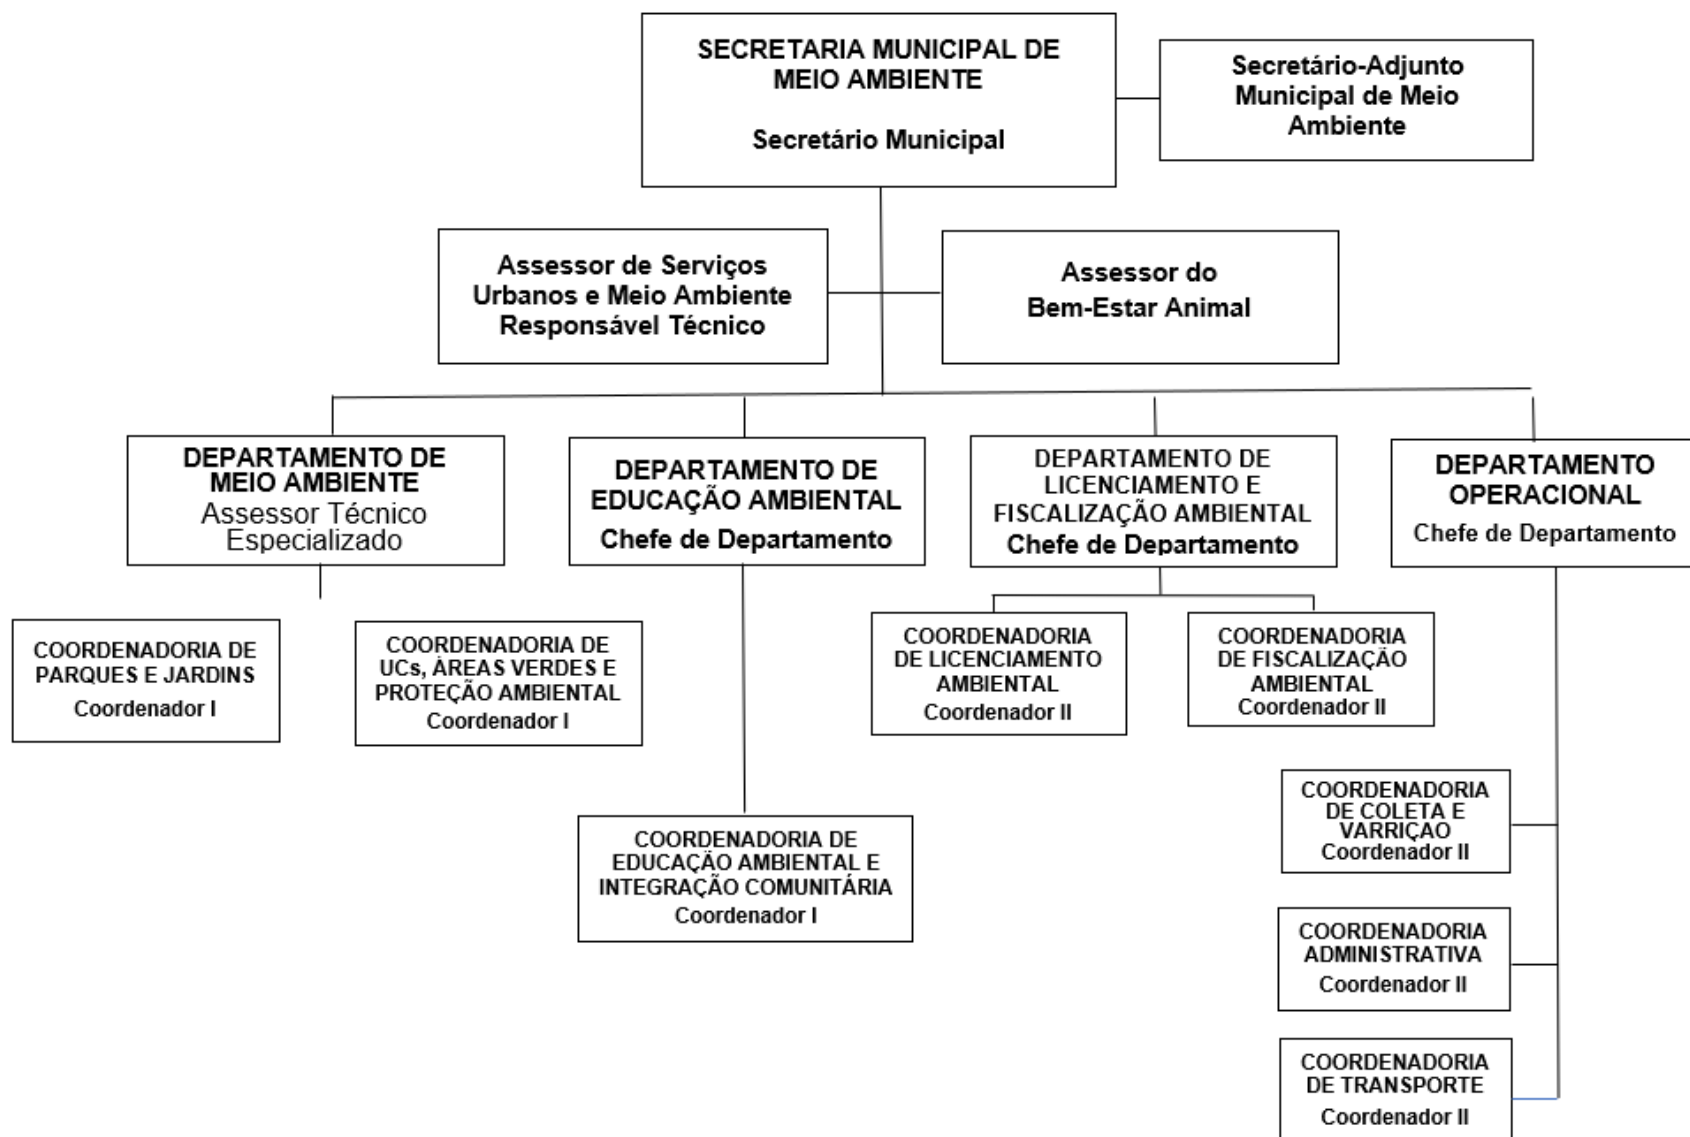 SECRETARIA MUNICIPAL DE
MEIO AMBIENTE
Secretário Municipal
Secretário-Adjunto
Municipal de Meio
Ambiente
Assessor de Serviços
Urbanos e Meio Ambiente
Responsável Técnico
Assessor do
Bem-Estar Animal
DEPARTAMENTO DE
MEIO AMBIENTE
Assessor Técnico
Especializado
DEPARTAMENTO DE
EDUCAÇÃO AMBIENTAL
Chefe de Departamento
DEPARTAMENTO DE
LICENCIAMENTO E
FISCALIZAÇÃO AMBIENTAL
Chefe de Departamento
DEPARTAMENTO
OPERACIONAL
Chefe de Departamento
COORDENADORIA DE
PARQUES E JARDINS
Coordenador I
COORDENADORIA DE
UCs, ÁREAS VERDES E
PROTEÇÃO AMBIENTAL
Coordenador I
COORDENADORIA
DE LICENCIAMENTO
AMBIENTAL
Coordenador II
COORDENADORIA
DE FISCALIZAÇÃO
AMBIENTAL
Coordenador II
COORDENADORIA DE
EDUCAÇÃO AMBIENTAL E
INTEGRAÇÃO COMUNITÁRIA
Coordenador I
COORDENADORIA
DE COLETA E
VARRIÇAO
Coordenador II
COORDENADORIA
ADMINISTRATIVA
Coordenador II
COORDENADORIA
DE TRANSPORTE
Coordenador II